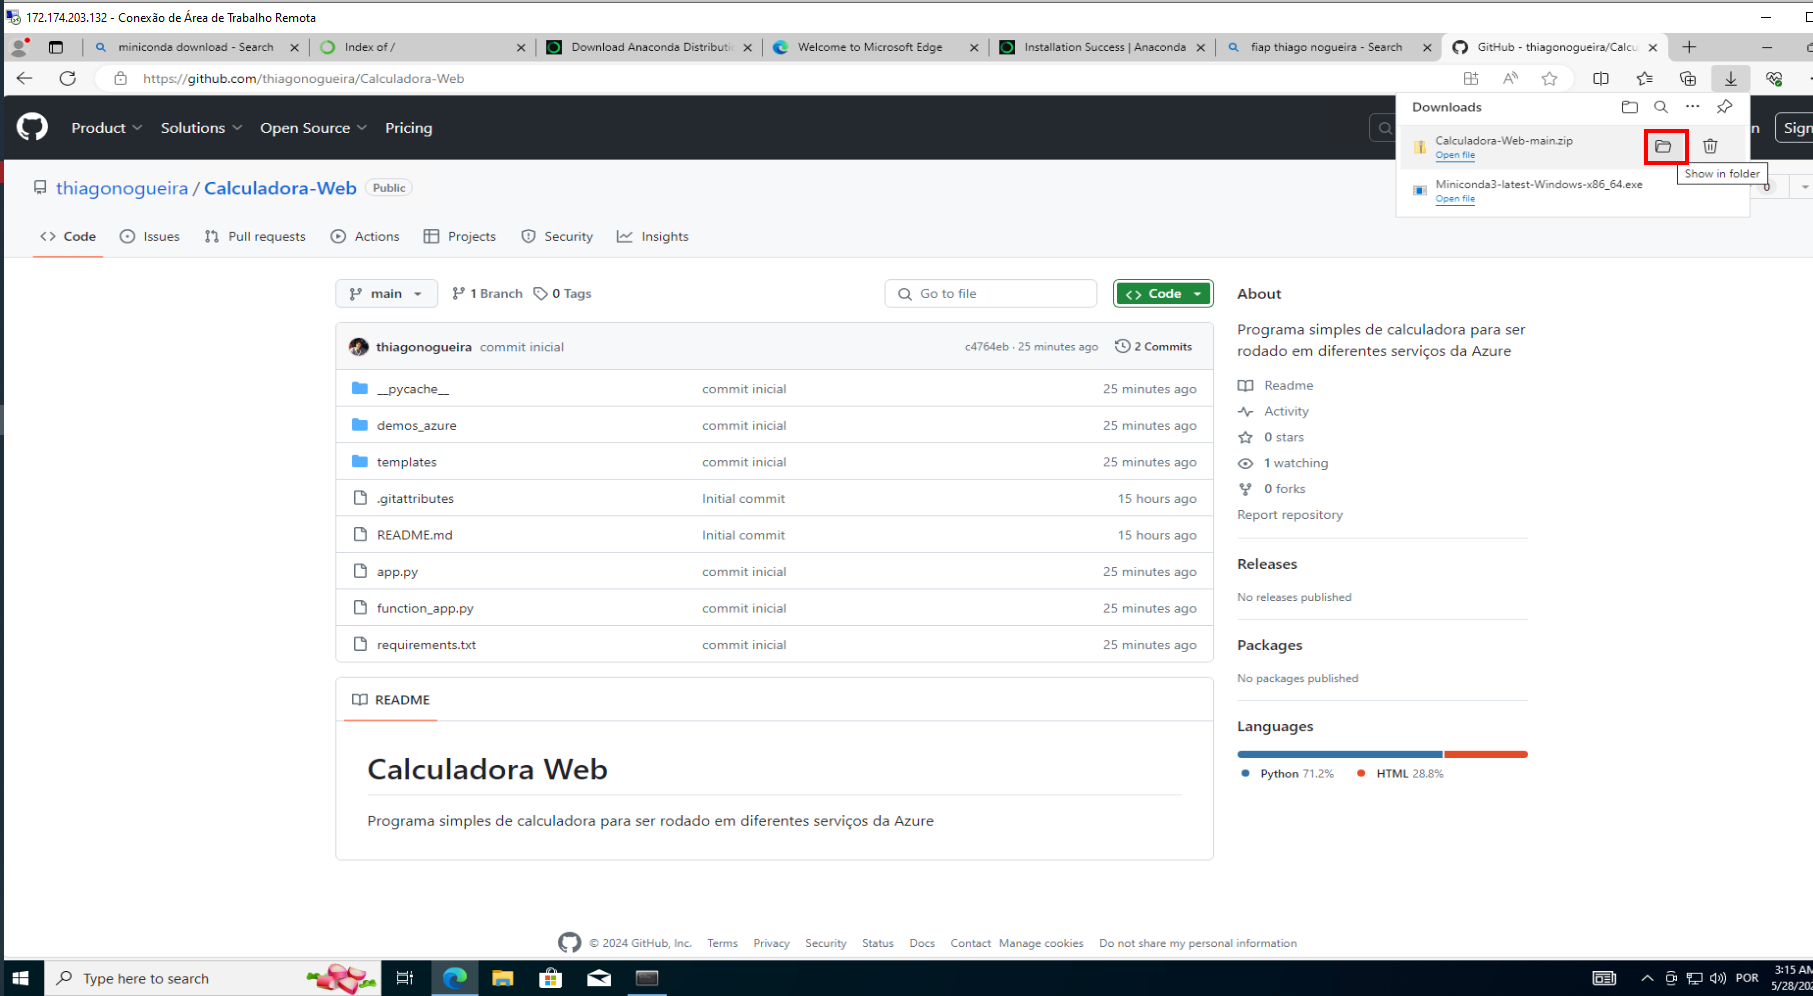 172.174.203.132 - Conexão de Área de Trabalho Remota
miniconda download - Search
Index of /
Download Anaconda Distributi
Welcome to Microsoft Edge
Installation Success | Anaconda
fiap thiago nogueira - Search
GitHub - thiagonogueira/Calcu
https://github.com/thiagonogueira/Calculadora-Web
Downloads
Calculadora-Web-main.zip
Open file
Show in folder
Miniconda3-latest-Windows-x86_64.exe
Open file
Product
Solutions
Open Source
Pricing
n
Sign
thiagonogueira / Calculadora-Web
Public
0
Code
Issues
Pull requests
Actions
Projects
Security
Insights
main
1 Branch
0 Tags
Go to file
Code
thiagonogueira commit inicial
c4764eb · 25 minutes ago
2 Commits
__pycache__ commit inicial 25 minutes ago
demos_azure commit inicial 25 minutes ago
templates commit inicial 25 minutes ago
.gitattributes Initial commit 15 hours ago
README.md Initial commit 15 hours ago
app.py commit inicial 25 minutes ago
function_app.py commit inicial 25 minutes ago
requirements.txt commit inicial 25 minutes ago
README
Calculadora Web
Programa simples de calculadora para ser rodado em diferentes serviços da Azure
About
Programa simples de calculadora para ser
rodado em diferentes serviços da Azure
Readme
Activity
0 stars
1 watching
0 forks
Report repository
Releases
No releases published
Packages
No packages published
Languages
Python 71.2%
HTML 28.8%
© 2024 GitHub, Inc.
Terms
Privacy
Security
Status
Docs
Contact
Manage cookies
Do not share my personal information
Type here to search
POR
3:15 AM
5/28/20